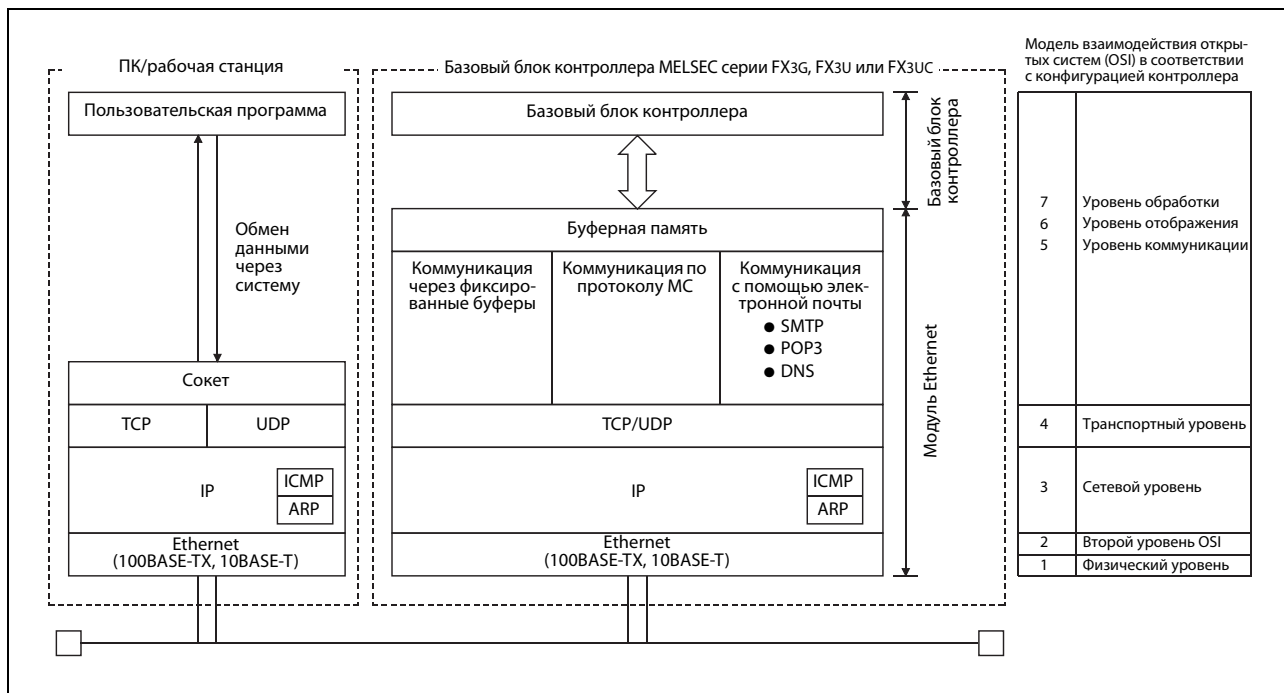 ПК/рабочая станция
Пользовательская программа
Обмен
данными
через
систему
Сокет
TCP
UDP
IP
ICMP
ARP
Ethernet
(100BASE-TX, 10BASE-T)
Базовый блок контроллера MELSEC серии FX3G, FX3U или FX3UC
Базовый блок контроллера
Буферная память
Коммуникация
через фиксиро-
ванные буферы
Коммуникация по
протоколу MC
Коммуникация
с помощью элек-
тронной почты
● SMTP
● POP3
● DNS
TCP/UDP
IP
ICMP
ARP
Ethernet
(100BASE-TX, 10BASE-T)
Базовый блок
контроллера
Модуль Ethernet
Модель взаимодействия откры-
тых систем (OSI) в соответствии
с конфигурацией контроллера
7 Уровень обработки
6 Уровень отображения
5 Уровень коммуникации
4 Транспортный уровень
3 Сетевой уровень
2 Второй уровень OSI
1 Физический уровень